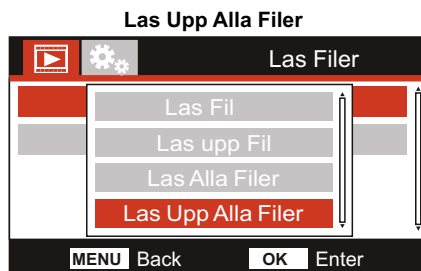 Las Upp Alla Filer
Las Filer
Las Fil
Las upp Fil
Las Alla Filer
Las Upp Alla Filer
MENU Back OK Enter